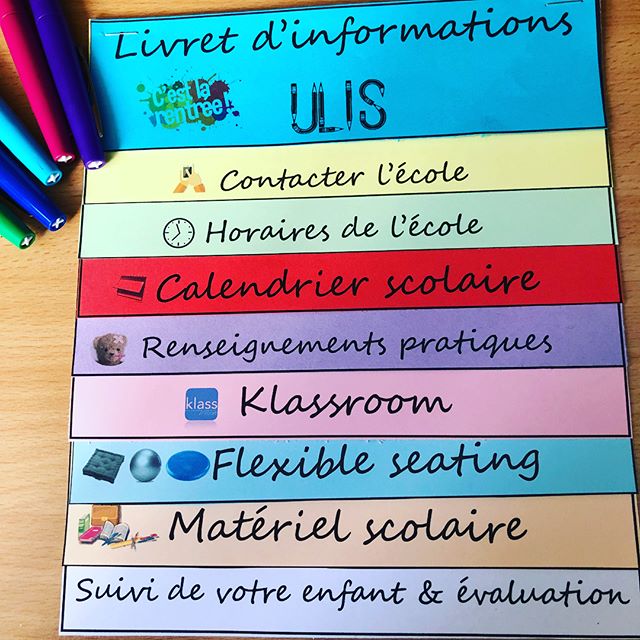 Livret d'informations
C'est la
rentrée !
ULIS
Contacter l'école
Horaires de l'école
Calendrier scolaire
Renseignements pratiques
klass
Klassroom
Flexible seating
Matériel scolaire
Suivi de votre enfant & évaluation